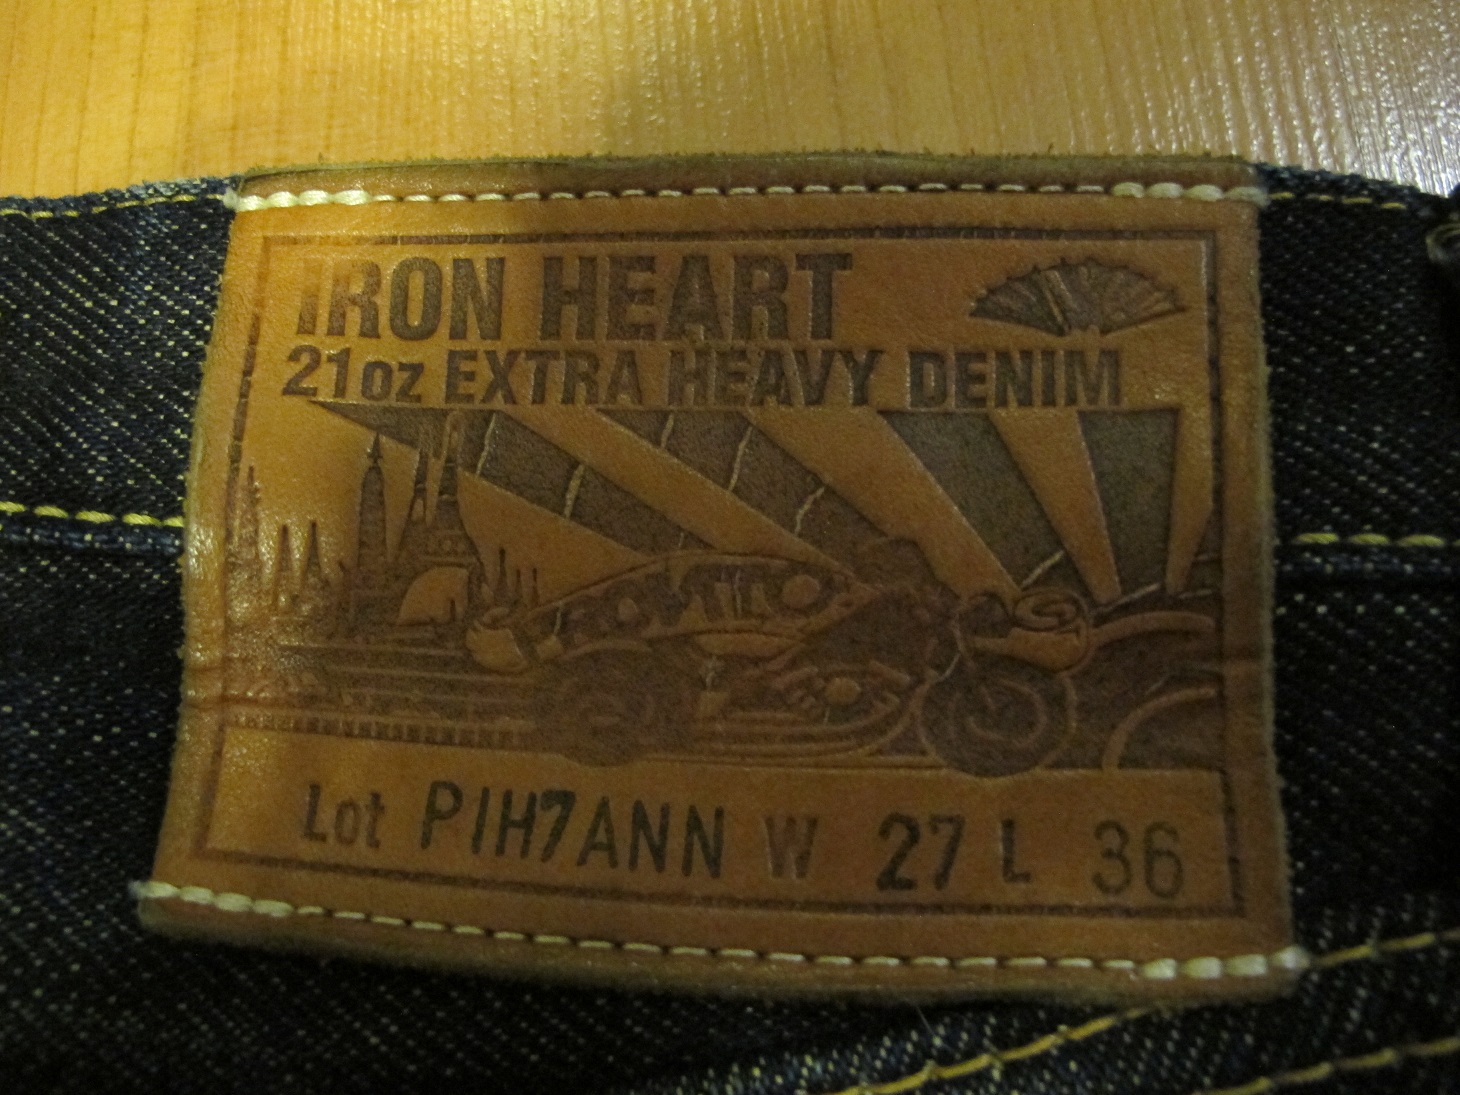 IRON HEART
21oz EXTRA HEAVY DENIM
Lot PIH7ANN W 27 L 36